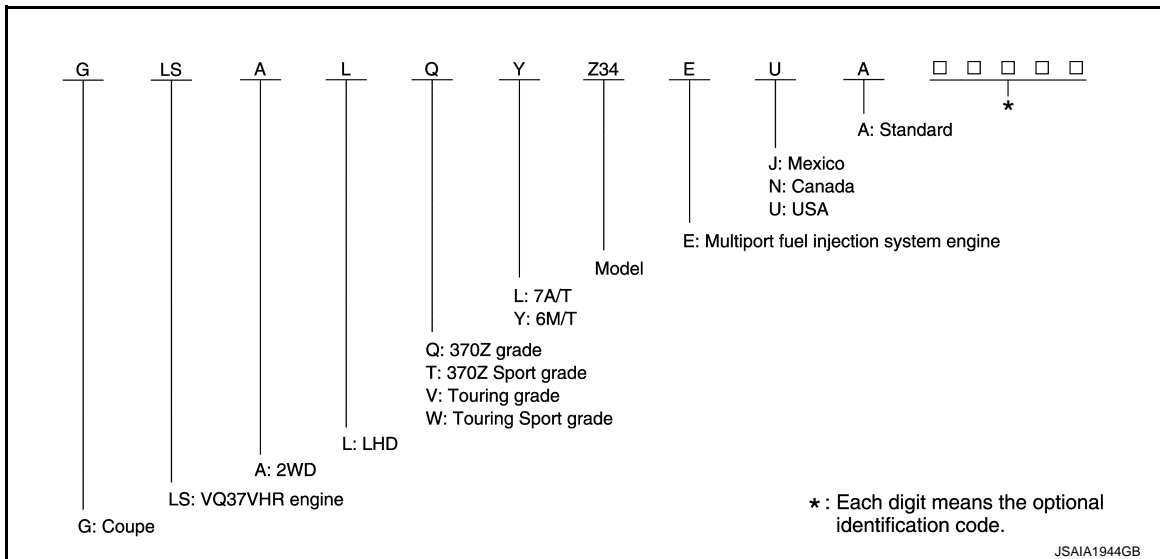 G LS A L Q Y Z34 E U A □ □ □ □ □
*
A: Standard
J: Mexico
N: Canada
U: USA
E: Multiport fuel injection system engine
Model
L: 7A/T
Y: 6M/T
Q: 370Z grade
T: 370Z Sport grade
V: Touring grade
W: Touring Sport grade
L: LHD
A: 2WD
LS: VQ37VHR engine
G: Coupe
* : Each digit means the optional
identification code.
JSAIA1944GB